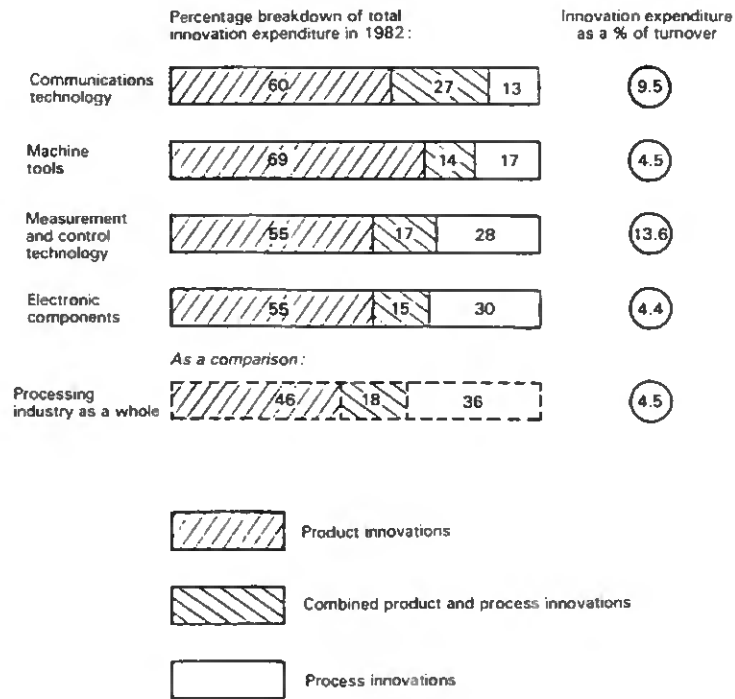 Percentage breakdown of total
innovation expenditure in 1982:
Innovation expenditure
as a % of turnover
Communications
technology
60 27 13 9.5
Machine
tools
69 14 17 4.5
Measurement
and control
technology
55 17 28 13.6
Electronic
components
55 15 30 4.4
As a comparison:
Processing
industry as a whole
46 18 36 4.5
Product innovations
Combined product and process innovations
Process innovations